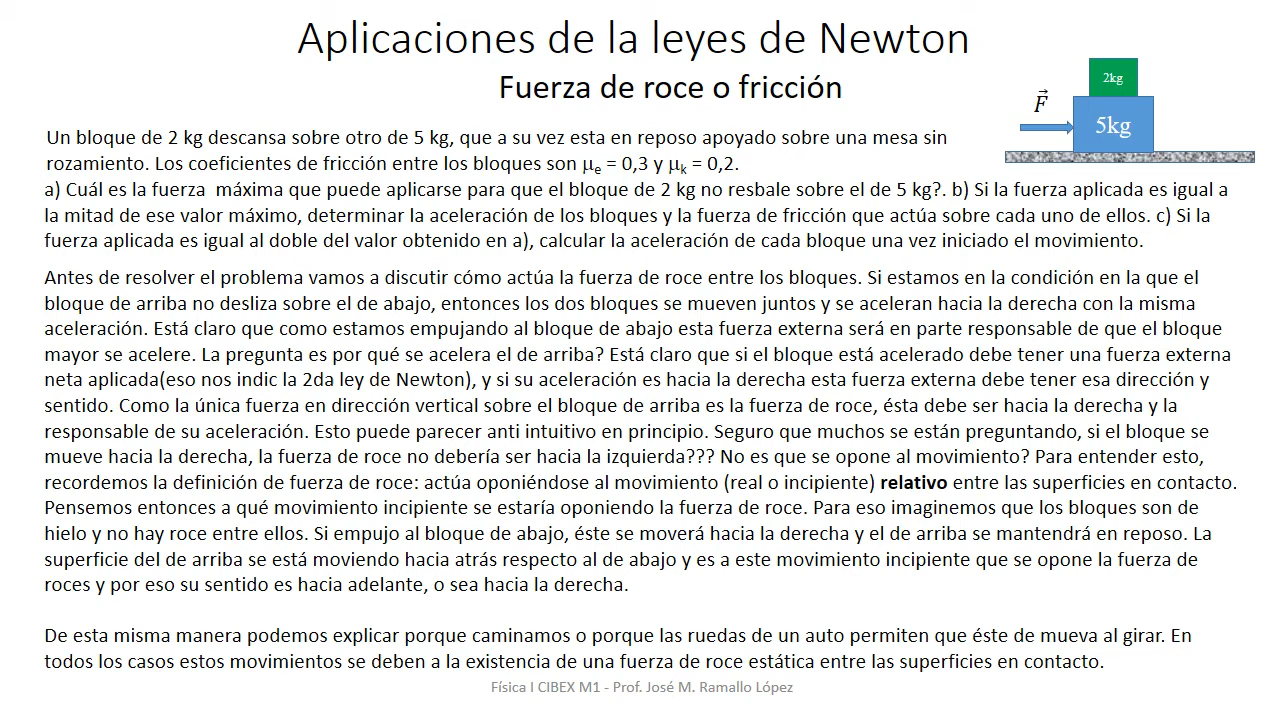 Aplicaciones de la leyes de Newton
Fuerza de roce o fricción
2kg
F
5kg
Un bloque de 2 kg descansa sobre otro de 5 kg, que a su vez esta en reposo apoyado sobre una mesa sin
rozamiento. Los coeficientes de fricción entre los bloques son μe = 0,3 y μk = 0,2.
a) Cuál es la fuerza  máxima que puede aplicarse para que el bloque de 2 kg no resbale sobre el de 5 kg?. b) Si la fuerza aplicada es igual a
la mitad de ese valor máximo, determinar la aceleración de los bloques y la fuerza de fricción que actúa sobre cada uno de ellos. c) Si la
fuerza aplicada es igual al doble del valor obtenido en a), calcular la aceleración de cada bloque una vez iniciado el movimiento.
Antes de resolver el problema vamos a discutir cómo actúa la fuerza de roce entre los bloques. Si estamos en la condición en la que el
bloque de arriba no desliza sobre el de abajo, entonces los dos bloques se mueven juntos y se aceleran hacia la derecha con la misma
aceleración. Está claro que como estamos empujando al bloque de abajo esta fuerza externa será en parte responsable de que el bloque
mayor se acelere. La pregunta es por qué se acelera el de arriba? Está claro que si el bloque está acelerado debe tener una fuerza externa
neta aplicada(eso nos indic la 2da ley de Newton), y si su aceleración es hacia la derecha esta fuerza externa debe tener esa dirección y
sentido. Como la única fuerza en dirección vertical sobre el bloque de arriba es la fuerza de roce, ésta debe ser hacia la derecha y la
responsable de su aceleración. Esto puede parecer anti intuitivo en principio. Seguro que muchos se están preguntando, si el bloque se
mueve hacia la derecha, la fuerza de roce no debería ser hacia la izquierda??? No es que se opone al movimiento? Para entender esto,
recordemos la definición de fuerza de roce: actúa oponiéndose al movimiento (real o incipiente) relativo entre las superficies en contacto.
Pensemos entonces a qué movimiento incipiente se estaría oponiendo la fuerza de roce. Para eso imaginemos que los bloques son de
hielo y no hay roce entre ellos. Si empujo al bloque de abajo, éste se moverá hacia la derecha y el de arriba se mantendrá en reposo. La
superficie del de arriba se está moviendo hacia atrás respecto al de abajo y es a este movimiento incipiente que se opone la fuerza de
roces y por eso su sentido es hacia adelante, o sea hacia la derecha.
De esta misma manera podemos explicar porque caminamos o porque las ruedas de un auto permiten que éste de mueva al girar. En
todos los casos estos movimientos se deben a la existencia de una fuerza de roce estática entre las superficies en contacto.
Física I CIBEX M1 - Prof. José M. Ramallo López